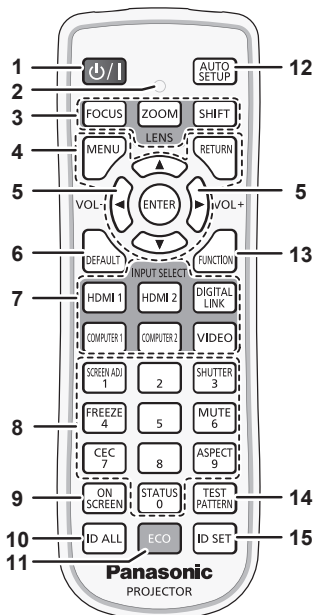 1
⏻/I
AUTO
SETUP
12
2
3
FOCUS
ZOOM
SHIFT
LENS
4
MENU
RETURN
5
5
VOL-
ENTER
VOL+
6
DEFAULT
FUNCTION
13
INPUT SELECT
7
HDMI 1
HDMI 2
DIGITAL
LINK
COMPUTER 1
COMPUTER 2
VIDEO
SCREEN ADJ
1
2
SHUTTER
3
8
FREEZE
4
5
MUTE
6
CEC
7
8
ASPECT
9
9
ON
SCREEN
STATUS
0
TEST
PATTERN
14
10
ID ALL
ECO
ID SET
15
11
Panasonic
PROJECTOR